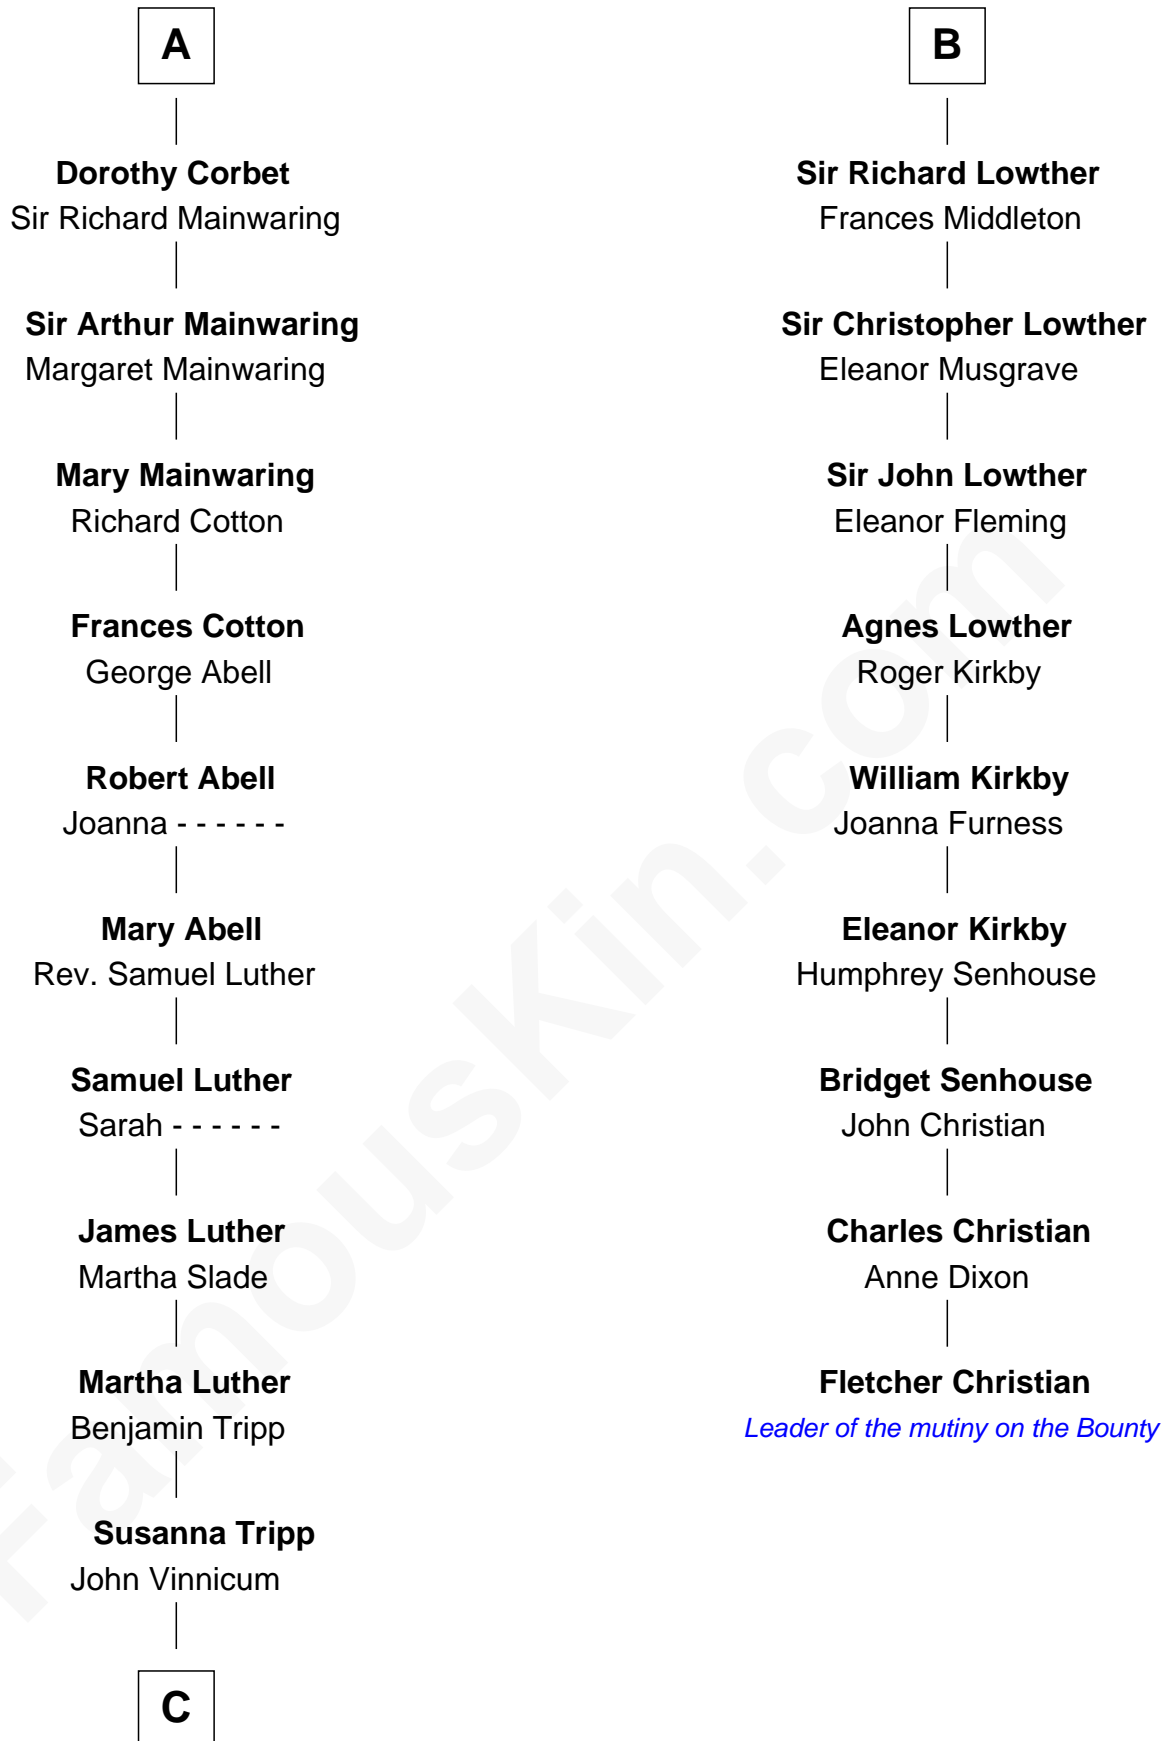 A
Dorothy Corbet
Sir Richard Mainwaring
Sir Arthur Mainwaring
Margaret Mainwaring
Mary Mainwaring
Richard Cotton
Frances Cotton
George Abell
Robert Abell
Joanna - - - - - -
Mary Abell
Rev. Samuel Luther
Samuel Luther
Sarah - - - - - -
James Luther
Martha Slade
Martha Luther
Benjamin Tripp
Susanna Tripp
John Vinnicum
C
B
Sir Richard Lowther
Frances Middleton
Sir Christopher Lowther
Eleanor Musgrave
Sir John Lowther
Eleanor Fleming
Agnes Lowther
Roger Kirkby
William Kirkby
Joanna Furness
Eleanor Kirkby
Humphrey Senhouse
Bridget Senhouse
John Christian
Charles Christian
Anne Dixon
Fletcher Christian
Leader of the mutiny on the Bounty
FamousKin.com